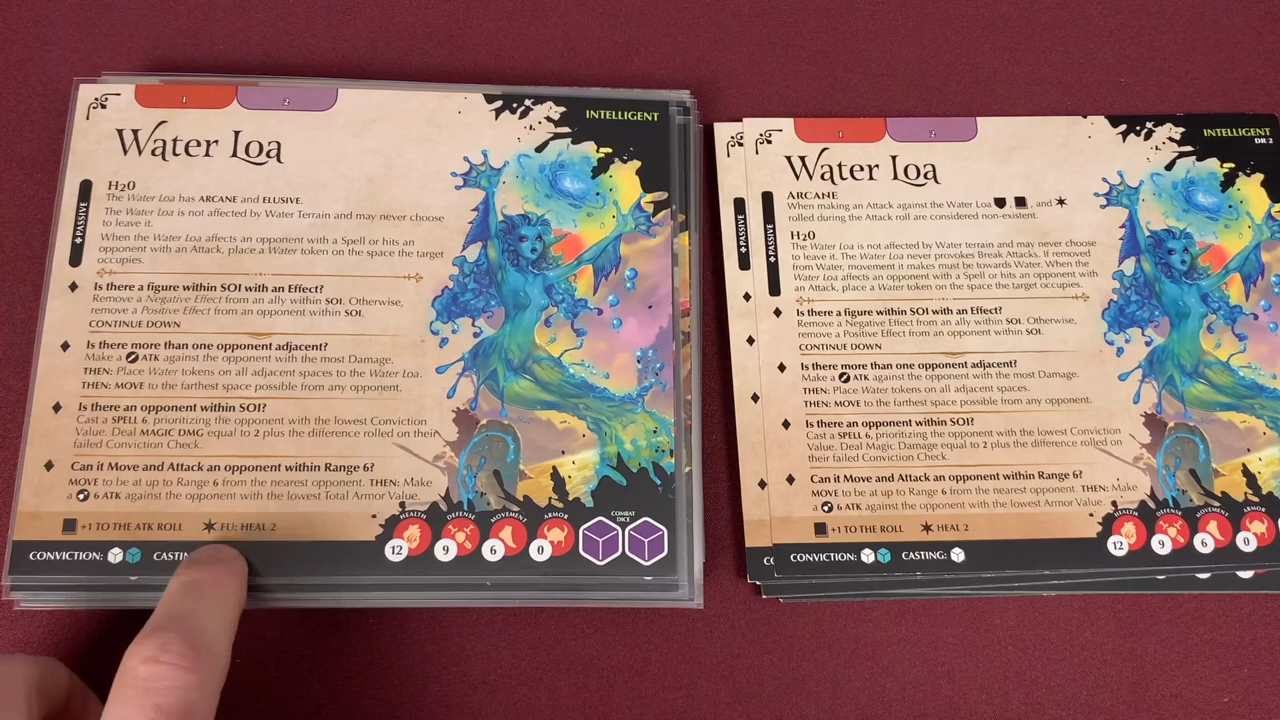 1
2
INTELLIGENT
Water Loa
PASSIVE
H20
The Water Loa has ARCANE and ELUSIVE.
The Water Loa is not affected by Water Terrain and may never choose
to leave it.
When the Water Loa affects an opponent with a Spell or hits an
opponent with an Attack, place a Water token on the space the target
occupies.
Is there a figure within SOI with an Effect?
Remove a Negative Effect from an ally within SOI. Otherwise,
remove a Positive Effect from an opponent within SOI.
CONTINUE DOWN
Is there more than one opponent adjacent?
Make a ATK against the opponent with the most Damage.
THEN: Place Water tokens on all adjacent spaces to the Water Loa.
THEN: MOVE to the farthest space possible from any opponent.
Is there an opponent within SOI?
Cast a SPELL 6, prioritizing the opponent with the lowest Conviction
Value. Deal MAGIC DMG equal to 2 plus the difference rolled on their
failed Conviction Check.
Can it Move and Attack an opponent within Range 6?
MOVE to be at up to Range 6 from the nearest opponent. THEN: Make
a 6 ATK against the opponent with the lowest Total Armor Value.
+1 TO THE ATK ROLL FU: HEAL 2
HEALTH
12
DEFENSE
9
MOVEMENT
6
ARMOR
0
COMBAT
DICE
CONVICTION:
1
2
INTELLIGENT
DR 2
Water Loa
PASSIVE
PASSIVE
ARCANE
When making an Attack against the Water Loa , , and
rolled during the Attack roll are considered non-existent.
H20
The Water Loa is not affected by Water terrain and may never choose
to leave it. The Water Loa never provokes Break Attacks. If removed
from Water, movement it makes must be towards Water. When the
Water Loa affects an opponent with a Spell or hits an opponent with
an Attack, place a Water token on the space the target occupies.
Is there a figure within SOI with an Effect?
Remove a Negative Effect from an ally within SOI. Otherwise,
remove a Positive Effect from an opponent within SOI.
CONTINUE DOWN
Is there more than one opponent adjacent?
Make a ATK against the opponent with the most Damage.
THEN: Place Water tokens on all adjacent spaces.
THEN: MOVE to the farthest space possible from any opponent.
Is there an opponent within SOI?
Cast a SPELL 6, prioritizing the opponent with the lowest Conviction
Value. Deal Magic Damage equal to 2 plus the difference rolled on
their failed Conviction Check.
Can it Move and Attack an opponent within Range 6?
MOVE to be at up to Range 6 from the nearest opponent. THEN: Make
a 6 ATK against the opponent with the lowest Armor Value.
+1 TO THE ROLL HEAL 2
HEALTH
12
DEFENSE
9
MOVEMENT
6
ARMOR
0
CONVICTION: CASTING: